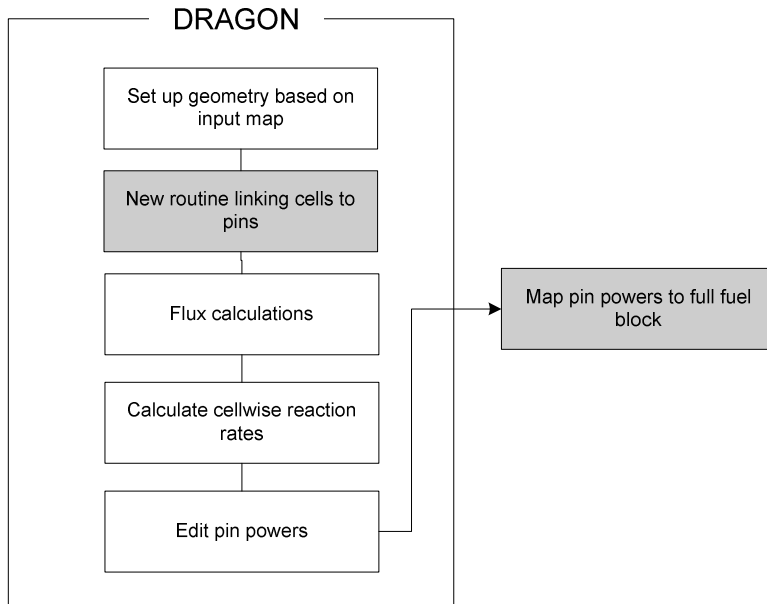 DRAGON
Set up geometry based on
input map
New routine linking cells to
pins
Flux calculations
Map pin powers to full fuel
block
Calculate cellwise reaction
rates
Edit pin powers